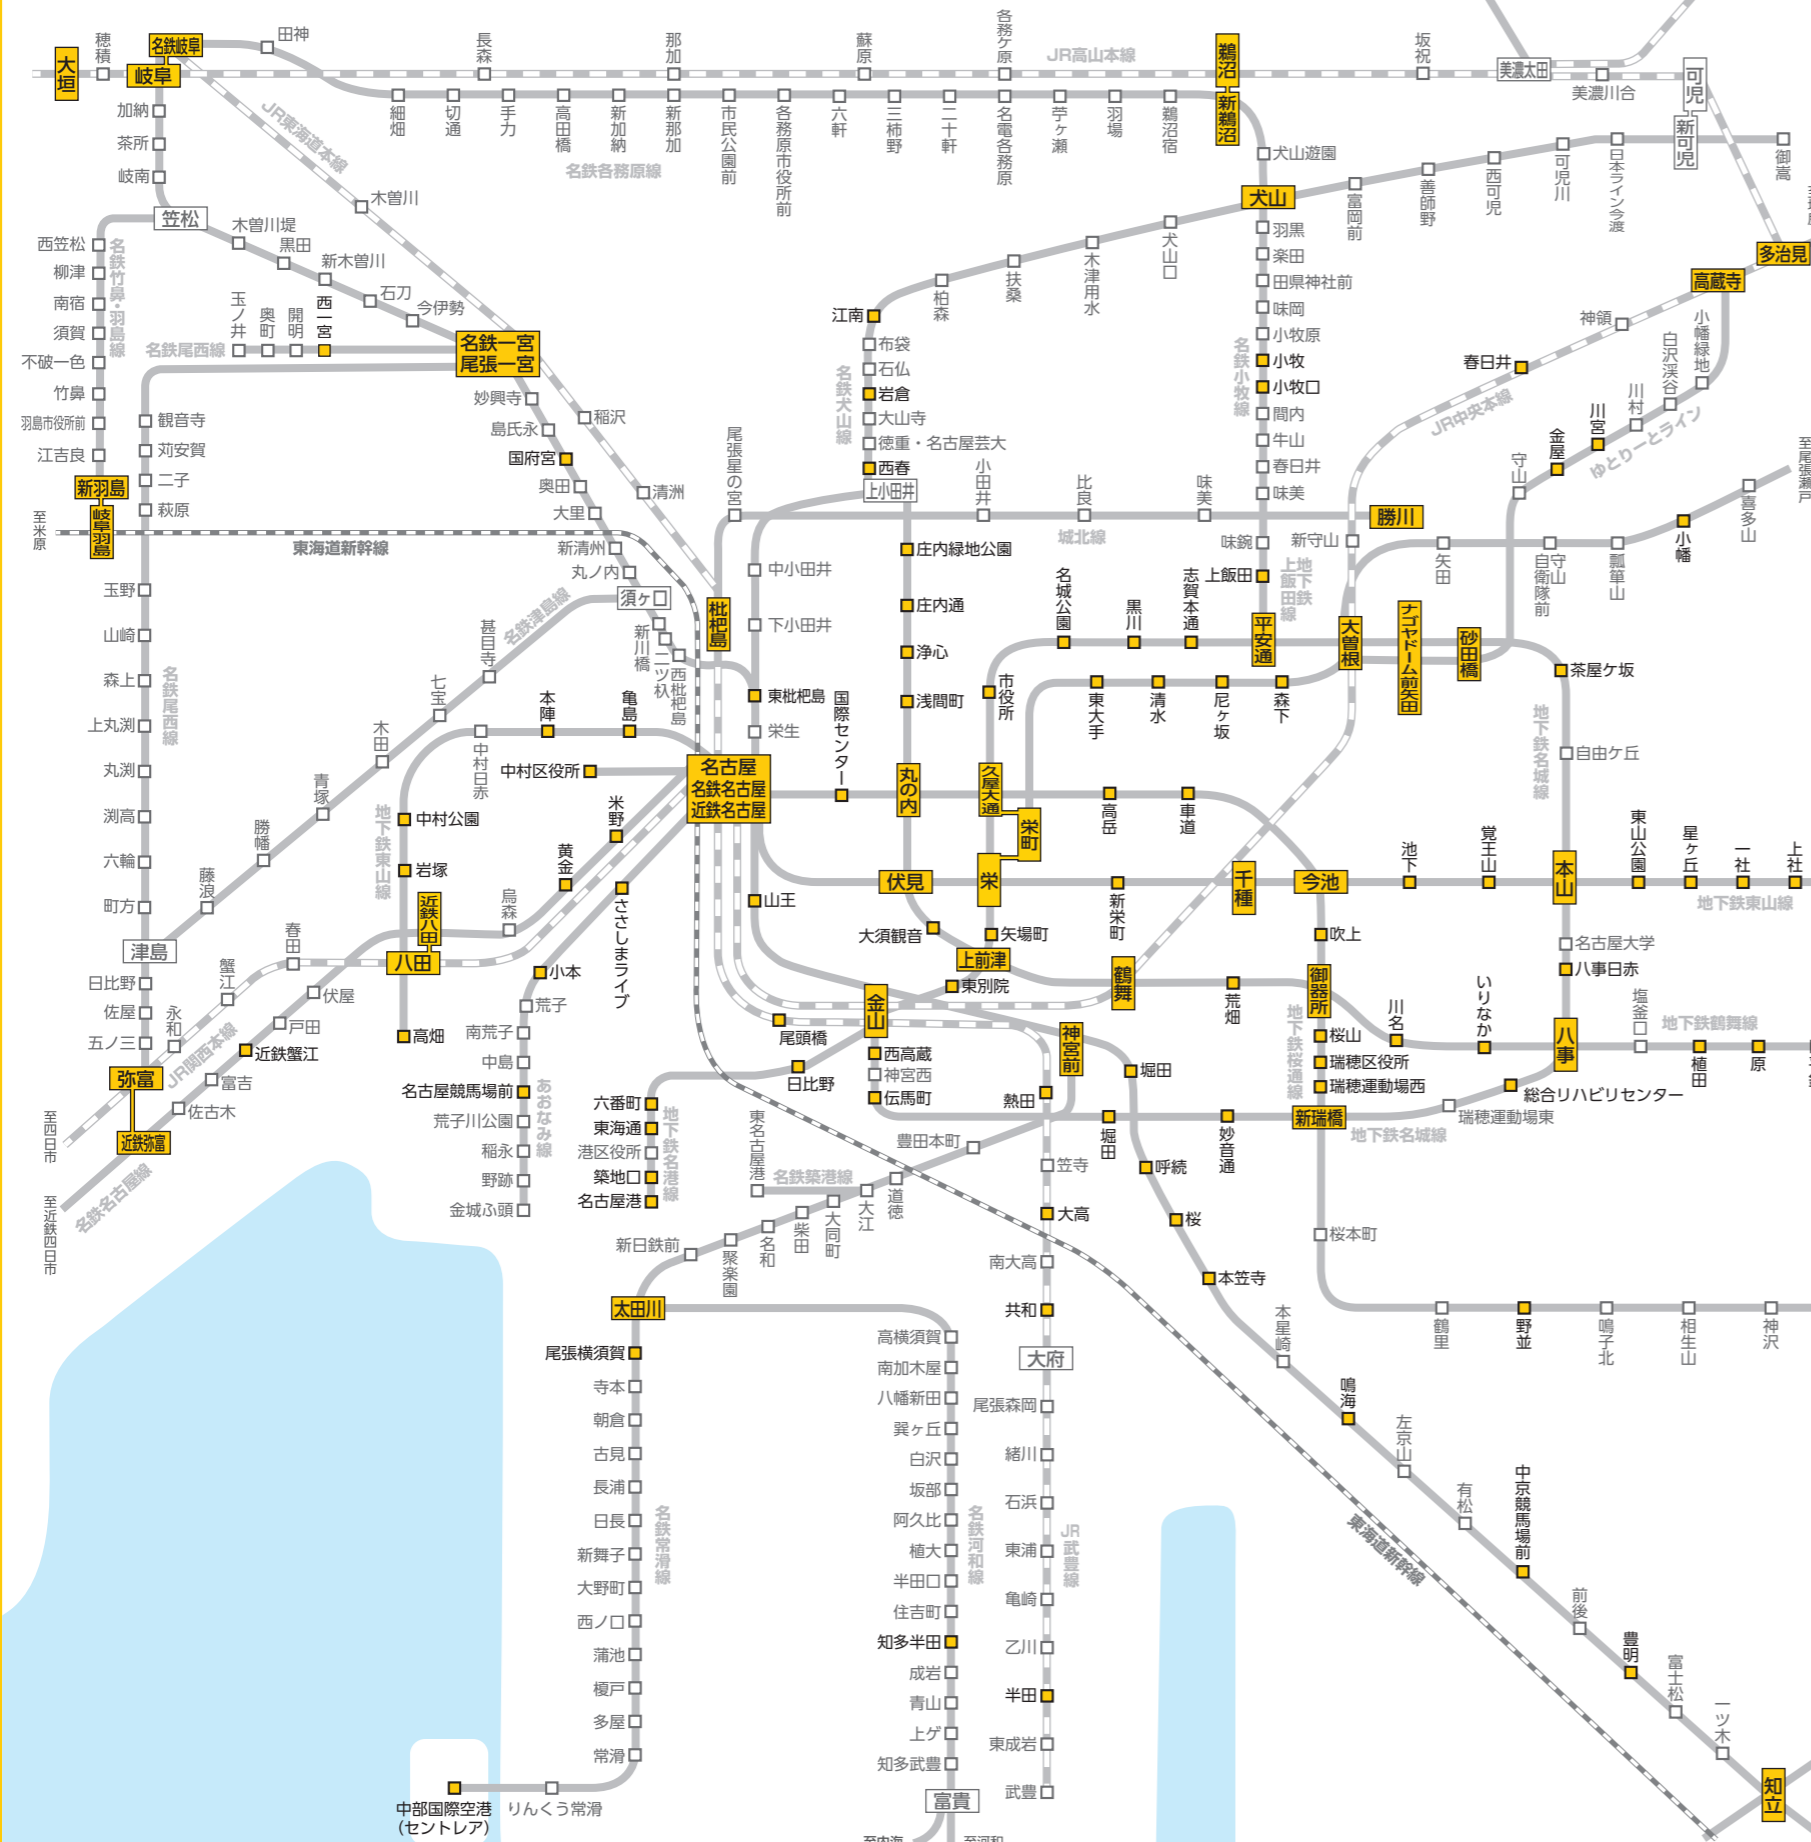 大垣
穂積
名鉄岐阜
岐阜
田神
長森
那加
蘇原
各務ケ原
JR高山本線
鵜沼
新鵜沼
坂祝
美濃太田
美濃川合
可児
新可児
加納
茶所
岐南
JR東海道本線
細畑
切通
手力
高田橋
新加納
新那加
市民公園前
各務原市役所前
六軒
三柿野
二十軒
名電各務原
苧ヶ瀬
羽場
鵜沼宿
名鉄各務原線
犬山遊園
犬山
富岡前
善師野
西可児
可児川
日本ライン今渡
御嵩
多治見
高蔵寺
笠松
木曽川
木曽川堤
黒田
新木曽川
石刀
今伊勢
西笠松
柳津
南宿
須賀
不破一色
竹鼻
羽島市役所前
江吉良
新羽島
岐阜羽島
名鉄竹鼻・羽島線
玉ノ井
奥町
開明
西一宮
名鉄尾西線
名鉄一宮
尾張一宮
観音寺
苅安賀
二子
萩原
至米原
東海道新幹線
妙興寺
島氏永
国府宮
奥田
大里
新清州
丸ノ内
須ケ口
稲沢
清洲
新川橋
二ツ杁
西枇杷島
枇杷島
江南
柏森
扶桑
木津用水
犬山口
布袋
石仏
岩倉
大山寺
徳重・名古屋芸大
西春
上小田井
名鉄犬山線
羽黒
楽田
田県神社前
味岡
小牧原
小牧
小牧口
間内
牛山
春日井
味美
味鋺
上飯田
名鉄小牧線
神領
春日井
JR中央本線
小幡緑地
白沢渓谷
川村
川宮
金屋
守山
ゆとりーとライン
至尾張瀬戸
喜多山
小幡
瓢箪山
守山自衛隊前
矢田
新守山
尾張星の宮
小田井
比良
味美
勝川
城北線
中小田井
下小田井
東枇杷島
栄生
庄内緑地公園
庄内通
浄心
浅間町
丸の内
国際センター
名城公園
黒川
志賀本通
平安通
地下鉄上飯田線
大曽根
ナゴヤドーム前矢田
砂田橋
茶屋ケ坂
自由ケ丘
地下鉄名城線
市役所
東大手
清水
尼ヶ坂
森下
久屋大通
栄町
高岳
車道
玉野
山崎
森上
上丸渕
丸渕
渕高
六輪
町方
津島
日比野
佐屋
五ノ三
弥富
近鉄弥富
名鉄尾西線
名鉄津島線
甚目寺
七宝
木田
青塚
勝幡
藤浪
本陣
亀島
中村日赤
中村区役所
中村公園
岩塚
地下鉄東山線
近鉄八田
八田
高畑
米野
黄金
烏森
ささしまライブ
小本
荒子
南荒子
中島
名古屋競馬場前
荒子川公園
稲永
野跡
金城ふ頭
あおなみ線
名古屋
名鉄名古屋
近鉄名古屋
春田
蟹江
永和
伏屋
戸田
近鉄蟹江
富吉
佐古木
JR関西本線
至四日市
名鉄名古屋線
至近鉄四日市
伏見
栄
新栄町
千種
今池
池下
覚王山
本山
東山公園
星ヶ丘
一社
上社
地下鉄東山線
山王
大須観音
矢場町
上前津
東別院
金山
鶴舞
荒畑
吹上
御器所
川名
いりなか
八事
名古屋大学
八事日赤
塩釜口
植田
原
地下鉄鶴舞線
桜山
瑞穂区役所
瑞穂運動場西
地下鉄桜通線
新瑞橋
瑞穂運動場東
総合リハビリセンター
地下鉄名城線
尾頭橋
日比野
西高蔵
神宮西
伝馬町
神宮前
熱田
堀田
堀田
妙音通
六番町
東海通
港区役所
築地口
名古屋港
地下鉄名港線
東名古屋港
名鉄築港線
豊田本町
道徳
大江
大同町
柴田
名和
聚楽園
新日鉄前
太田川
笠寺
大高
南大高
共和
大府
呼続
桜
本笠寺
本星崎
鳴海
左京山
有松
中京競馬場前
前後
豊明
富士松
一ツ木
知立
東海道新幹線
桜本町
鶴里
野並
鳴子北
相生山
神沢
尾張横須賀
寺本
朝倉
古見
長浦
日長
新舞子
大野町
西ノ口
蒲池
榎戸
多屋
常滑
りんくう常滑
中部国際空港
（セントレア）
名鉄常滑線
高横須賀
南加木屋
八幡新田
巽ヶ丘
白沢
坂部
阿久比
植大
半田口
住吉町
知多半田
成岩
青山
上ゲ
知多武豊
富貴
名鉄河和線
尾張森岡
緒川
石浜
東浦
亀崎
乙川
半田
東成岩
武豊
JR武豊線
至内海
至河和